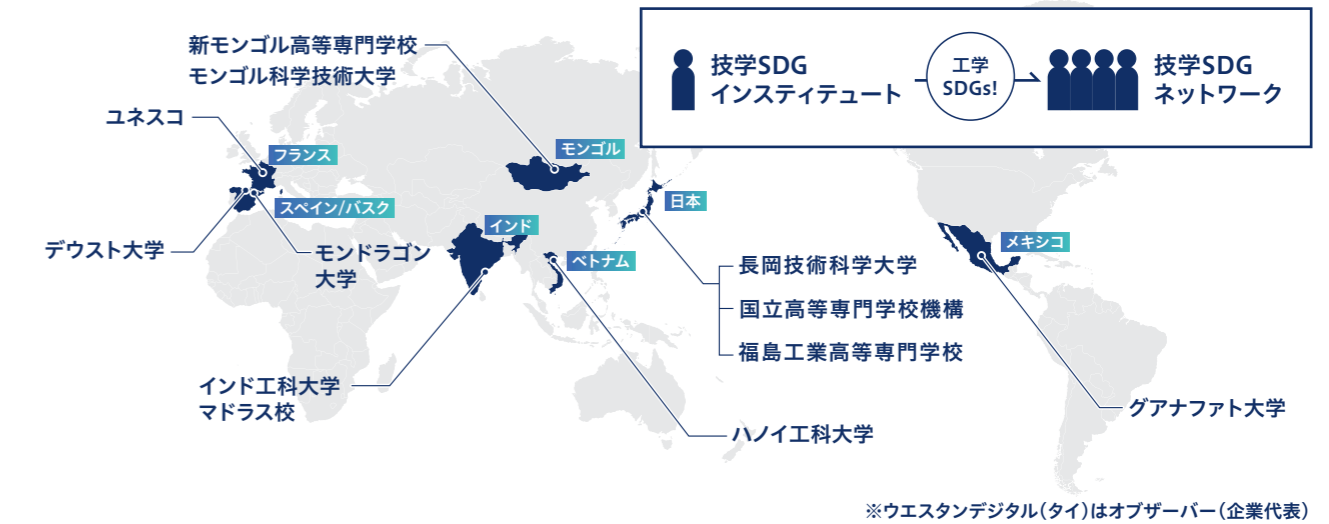 技学SDG
インスティテュート
工学
SDGs!
技学SDG
ネットワーク
新モンゴル高等専門学校
モンゴル科学技術大学
ユネスコ
フランス
モンゴル
スペイン/バスク
日本
インド
メキシコ
デウスト大学
モンドラゴン
大学
ベトナム
長岡技術科学大学
国立高等専門学校機構
福島工業高等専門学校
インド工科大学
マドラス校
グアナファト大学
ハノイ工科大学
※ウエスタンデジタル(タイ)はオブザーバー(企業代表)